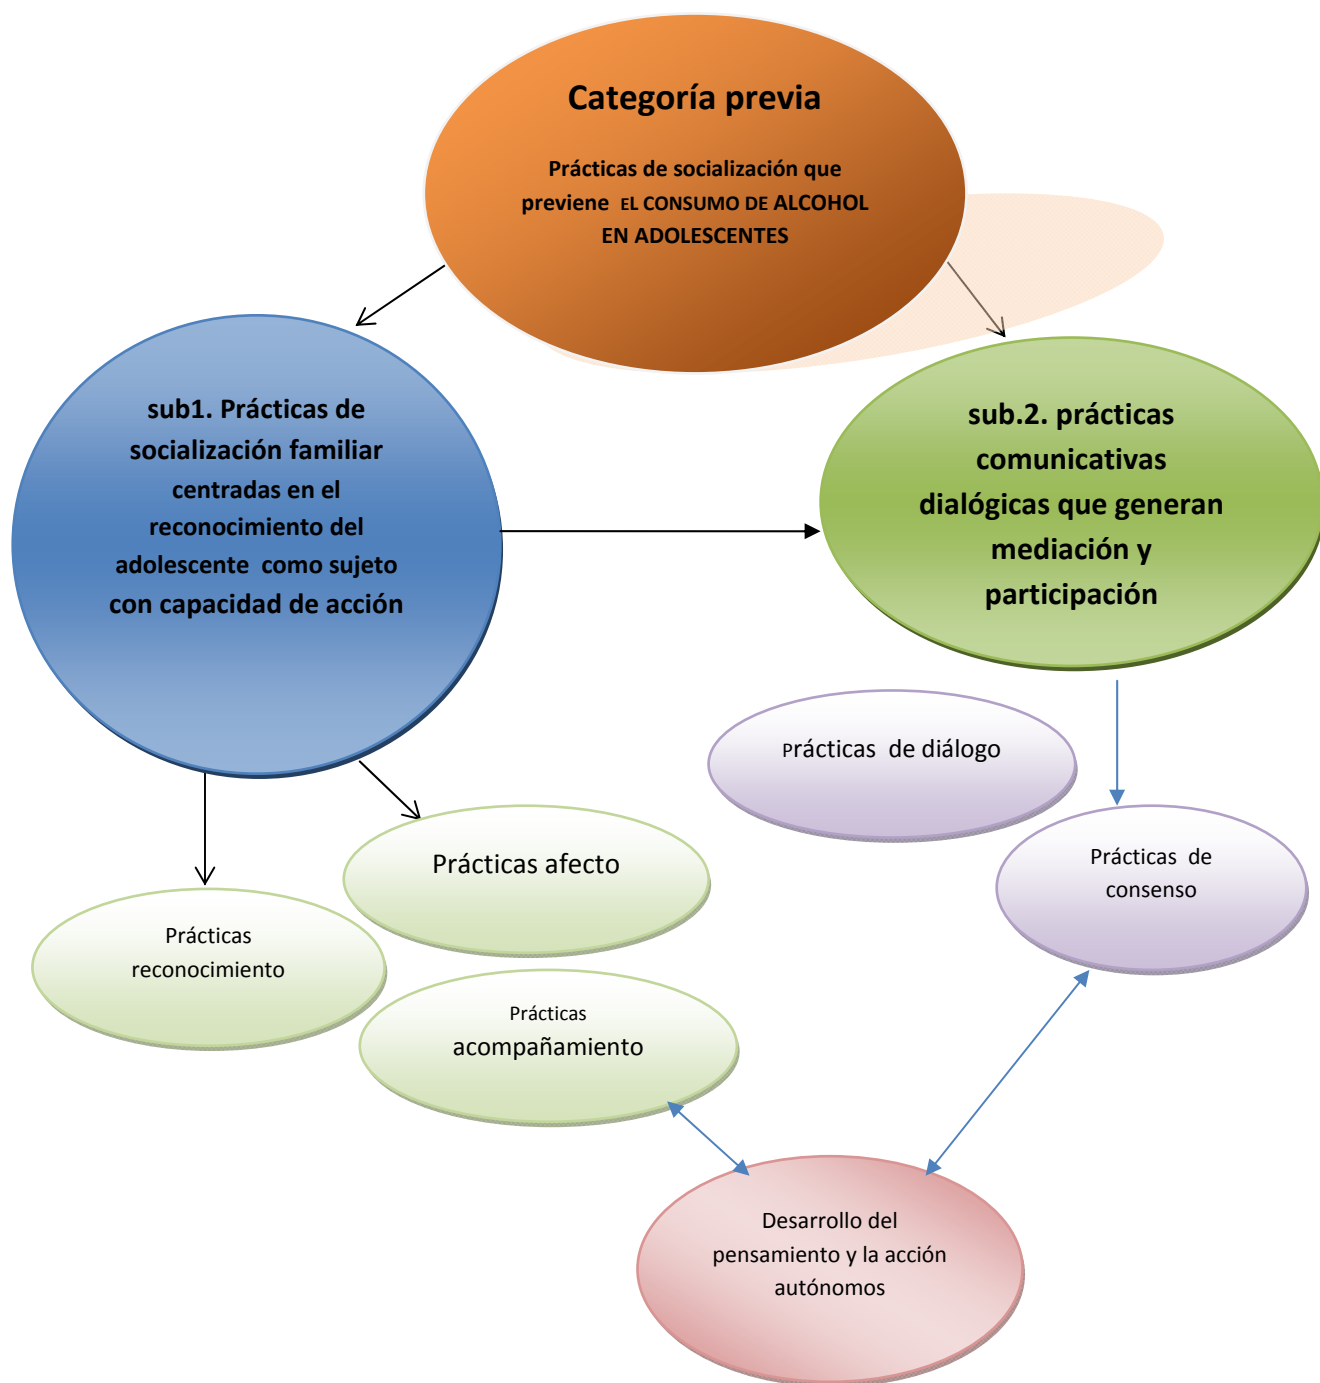 Categoría previa
Prácticas de socialización que
previene EL CONSUMO DE ALCOHOL
EN ADOLESCENTES
sub1. Prácticas de
socialización familiar
centradas en el
reconocimiento del
adolescente como sujeto
con capacidad de acción
sub.2. prácticas
comunicativas
dialógicas que generan
mediación y
participación
Prácticas de diálogo
Prácticas afecto
Prácticas de
consenso
Prácticas
reconocimiento
Prácticas
acompañamiento
Desarrollo del
pensamiento y la acción
autónomos